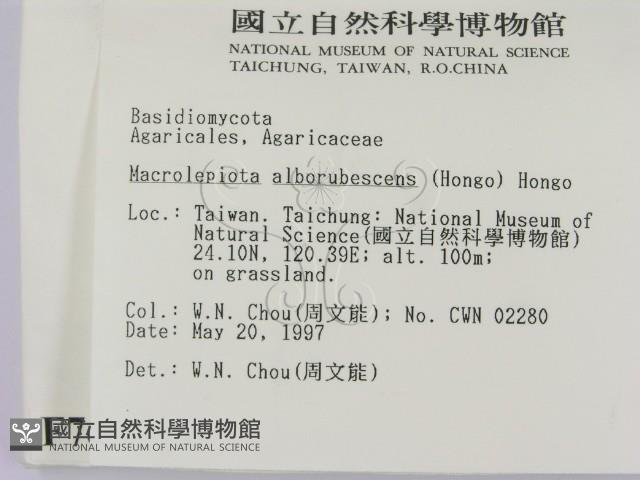 國立自然科學博物館
NATIONAL MUSEUM OF NATURAL SCIENCE
TAICHUNG, TAIWAN, R.O.CHINA
Basidiomycota
Agaricales, Agaricaceae
Macrolepiota alborubescens (Hongo) Hongo
Loc.: Taiwan. Taichung: National Museum of
Natural Science(國立自然科學博物館)
24.10N, 120.39E; alt. 100m;
on grassland.
Col.: W.N. Chou(周文能); No. CWN 02280
Date: May 20, 1997
Det.: W.N. Chou(周文能)
國立自然科學博物館
NATIONAL MUSEUM OF NATURAL SCIENCE